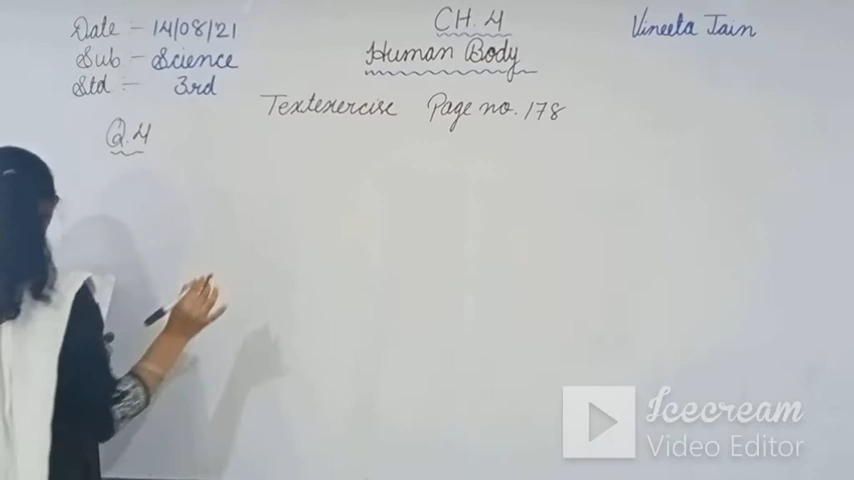 Date - 14/08/21
CH. 4
Vineeta Jain
Sub - Science
Human Body
Std - 3rd
Textexercise Page no. 178
Q.4
Icecream
Video Editor